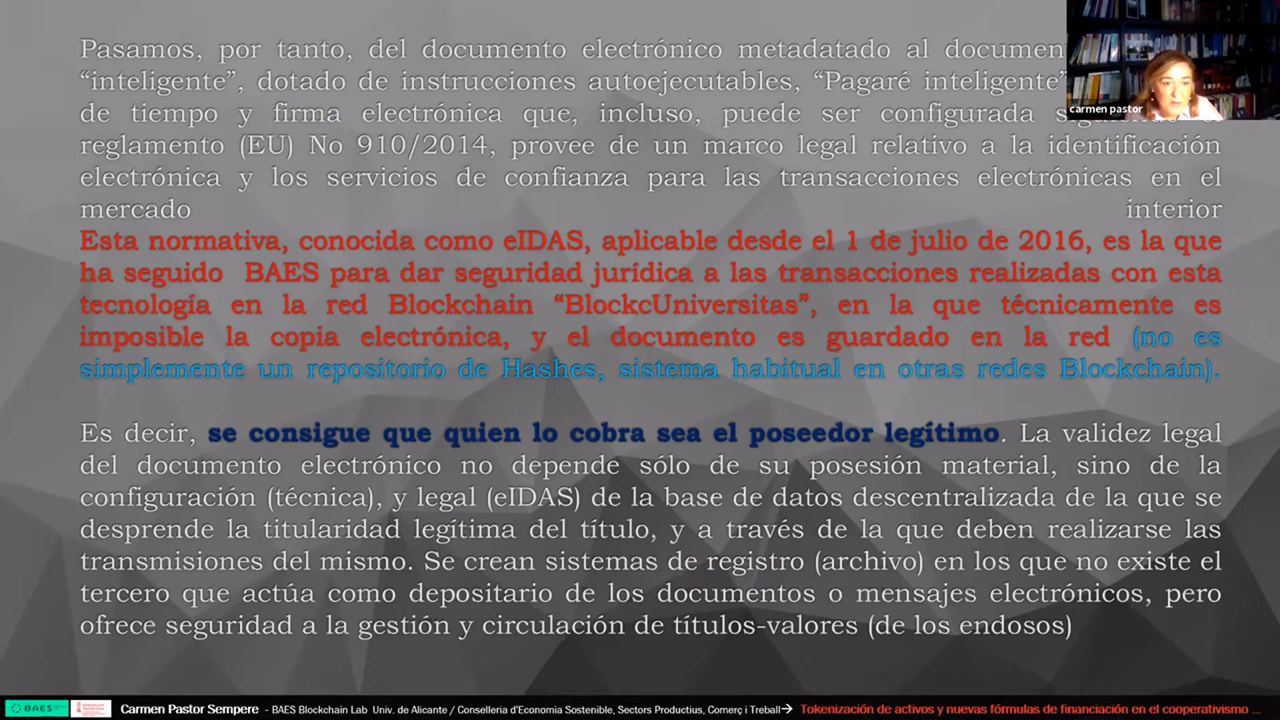 Pasamos, por tanto, del documento electrónico metadatado al documen
“inteligente”, dotado de instrucciones autoejecutables, “Pagaré inteligente”
de tiempo y firma electrónica que, incluso, puede ser configurada
reglamento (EU) No 910/2014, provee de un marco legal relativo a la identificación
electrónica y los servicios de confianza para las transacciones electrónicas en el
mercado interior
Esta normativa, conocida como eIDAS, aplicable desde el 1 de julio de 2016, es la que
ha seguido BAES para dar seguridad jurídica a las transacciones realizadas con esta
tecnología en la red Blockchain “BlockcUniversitas”, en la que técnicamente es
imposible la copia electrónica, y el documento es guardado en la red (no es
simplemente un repositorio de Hashes, sistema habitual en otras redes Blockchain).
Es decir, se consigue que quien lo cobra sea el poseedor legítimo. La validez legal
del documento electrónico no depende sólo de su posesión material, sino de la
configuración (técnica), y legal (eIDAS) de la base de datos descentralizada de la que se
desprende la titularidad legítima del título, y a través de la que deben realizarse las
transmisiones del mismo. Se crean sistemas de registro (archivo) en los que no existe el
tercero que actúa como depositario de los documentos o mensajes electrónicos, pero
ofrece seguridad a la gestión y circulación de títulos-valores (de los endosos)
carmen pastor
BAES Carmen Pastor Sempere - BAES Blockchain Lab Univ. de Alicante / Conselleria d'Economia Sostenible, Sectors Productius, Comerç i Treball→ Tokenización de activos y nuevas fórmulas de financiación en el cooperativismo ...